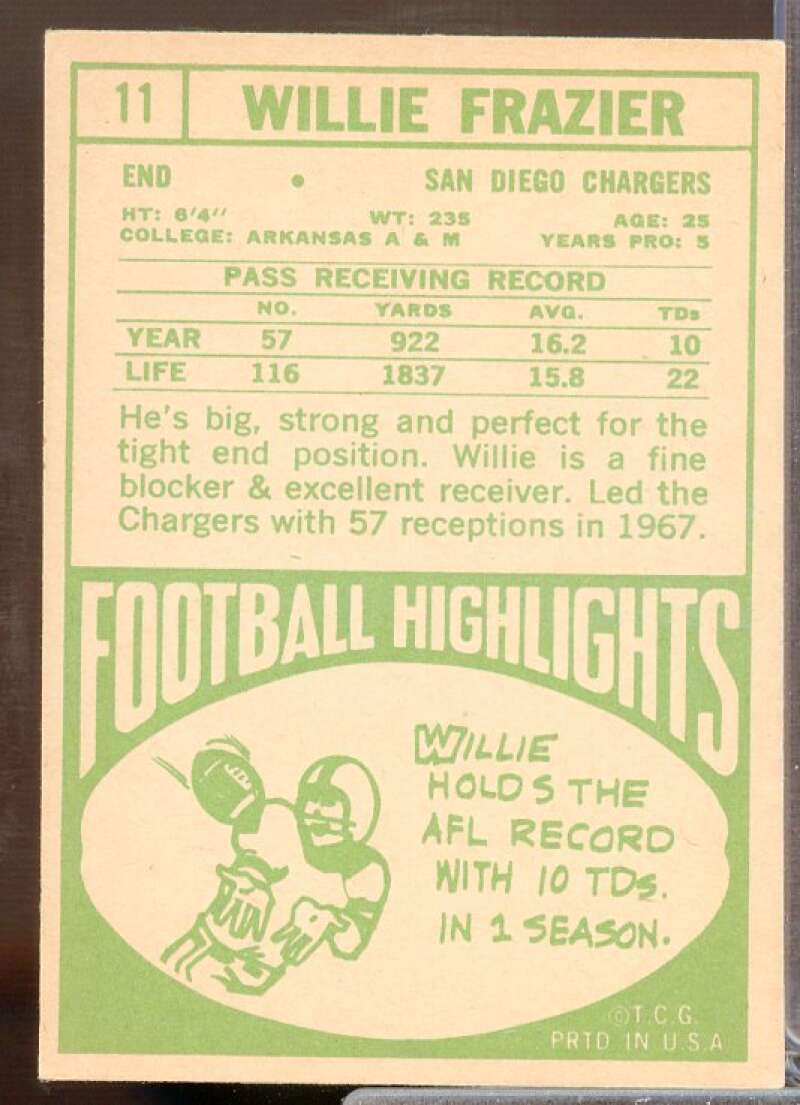 11 WILLIE FRAZIER
END • SAN DIEGO CHARGERS
HT: 6'4" WT: 235 AGE: 25
COLLEGE: ARKANSAS A & M YEARS PRO: 5
PASS RECEIVING RECORD
NO. YARDS AVG. TDs
YEAR 57 922 16.2 10
LIFE 116 1837 15.8 22
He's big, strong and perfect for the
tight end position. Willie is a fine
blocker & excellent receiver. Led the
Chargers with 57 receptions in 1967.
FOOTBALL HIGHLIGHTS
WILLIE
HOLDS THE
AFL RECORD
WITH 10 TDs.
IN 1 SEASON.
©T.C.G.
PRTD IN U.S.A